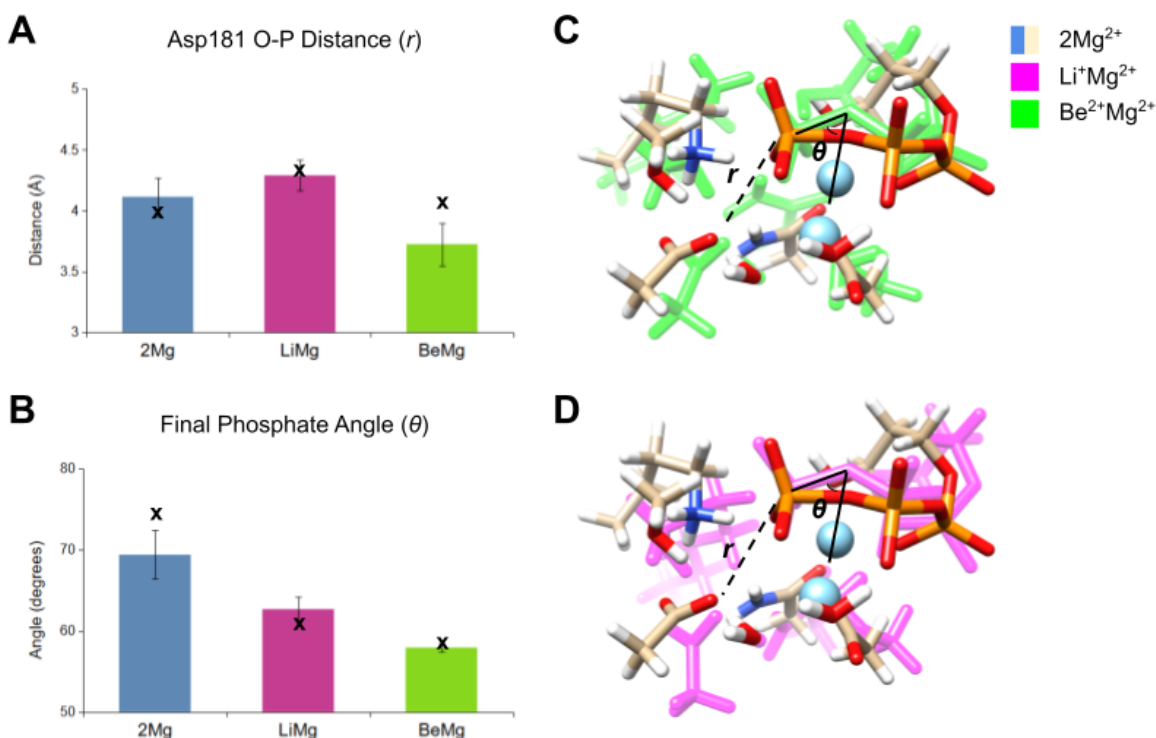 A
Asp181 O-P Distance (r)
5
4.5
4
3.5
3
Distance (Å)
x
x
x
2Mg
LiMg
BeMg
B
Final Phosphate Angle (θ)
80
70
60
50
Angle (degrees)
x
x
x
2Mg
LiMg
BeMg
C
r
θ
2Mg²⁺
Li⁺Mg²⁺
Be²⁺Mg²⁺
D
r
θ